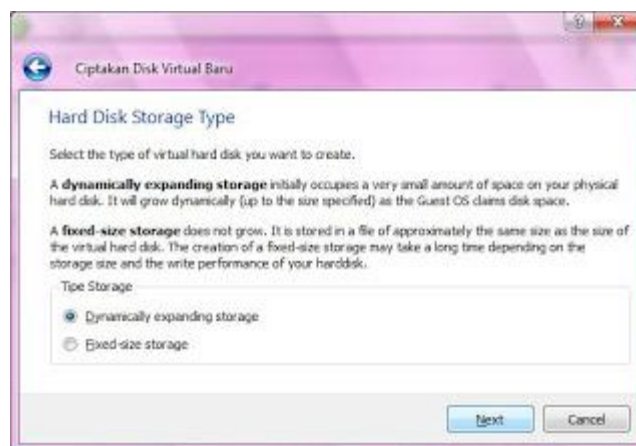 Ciptakan Disk Virtual Baru
Hard Disk Storage Type
Select the type of virtual hard disk you want to create.
A dynamically expanding storage initially occupies a very small amount of space on your physical
hard disk. It will grow dynamically (up to the size specified) as the Guest OS claims disk space.
A fixed-size storage does not grow. It is stored in a file of approximately the same size as the size of
the virtual hard disk. The creation of a fixed-size storage may take a long time depending on the
storage size and the write performance of your harddisk.
Tipe Storage
Dynamically expanding storage
Fixed-size storage
Next
Cancel